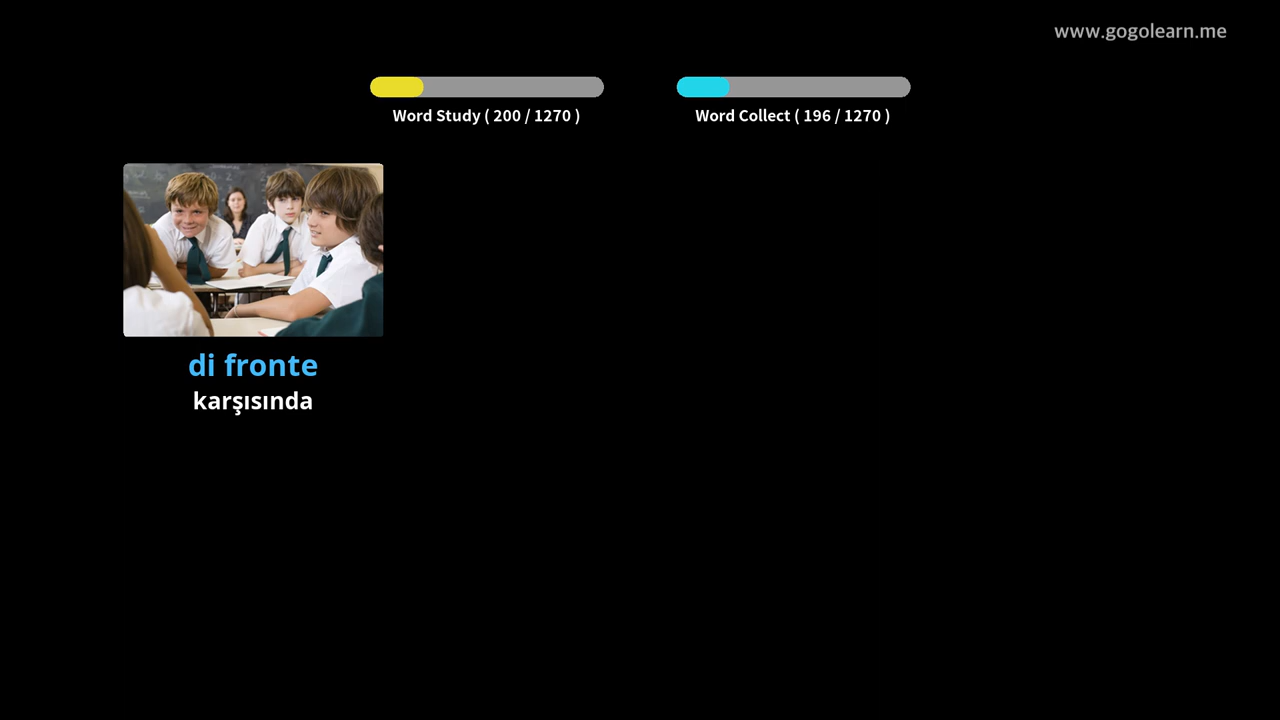 www.gogolearn.me
Word Study ( 200 / 1270 )
Word Collect ( 196 / 1270 )
di fronte
karşısında